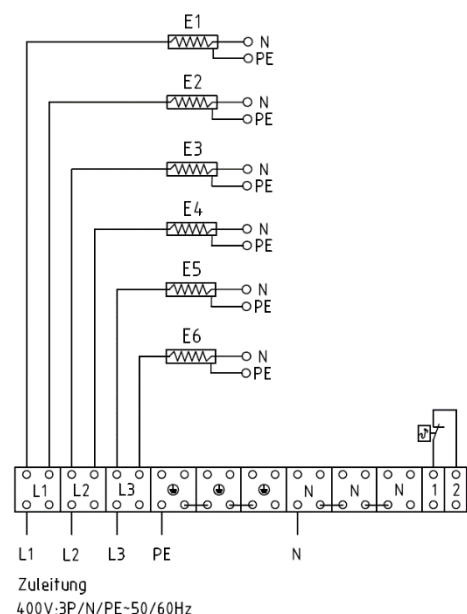 E1
N
PE
E2
N
PE
E3
N
PE
E4
N
PE
E5
N
PE
E6
N
PE
L1 L2 L3 N N N 1 2
L1 L2 L3 PE N
Zuleitung
400V·3P/N/PE~50/60Hz